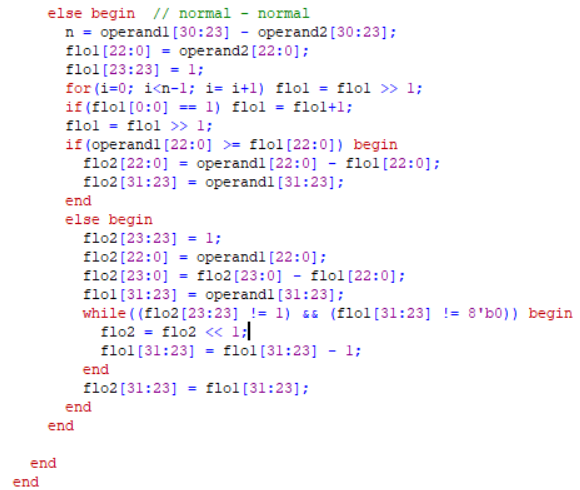 else begin  // normal - normal
n = operand1[30:23] - operand2[30:23];
flo1[22:0] = operand2[22:0];
flo1[23:23] = 1;
for(i=0; i<n-1; i= i+1) flo1 = flo1 >> 1;
if(flo1[0:0] == 1) flo1 = flo1+1;
flo1 = flo1 >> 1;
if(operand1[22:0] >= flo1[22:0]) begin
flo2[22:0] = operand1[22:0] - flo1[22:0];
flo2[31:23] = operand1[31:23];
end
else begin
flo2[23:23] = 1;
flo2[22:0] = operand1[22:0];
flo2[23:0] = flo2[23:0] - flo1[22:0];
flo1[31:23] = operand1[31:23];
while((flo2[23:23] != 1) && (flo1[31:23] != 8'b0)) begin
flo2 = flo2 << 1;
flo1[31:23] = flo1[31:23] - 1;
end
flo2[31:23] = flo1[31:23];
end
end
end
end